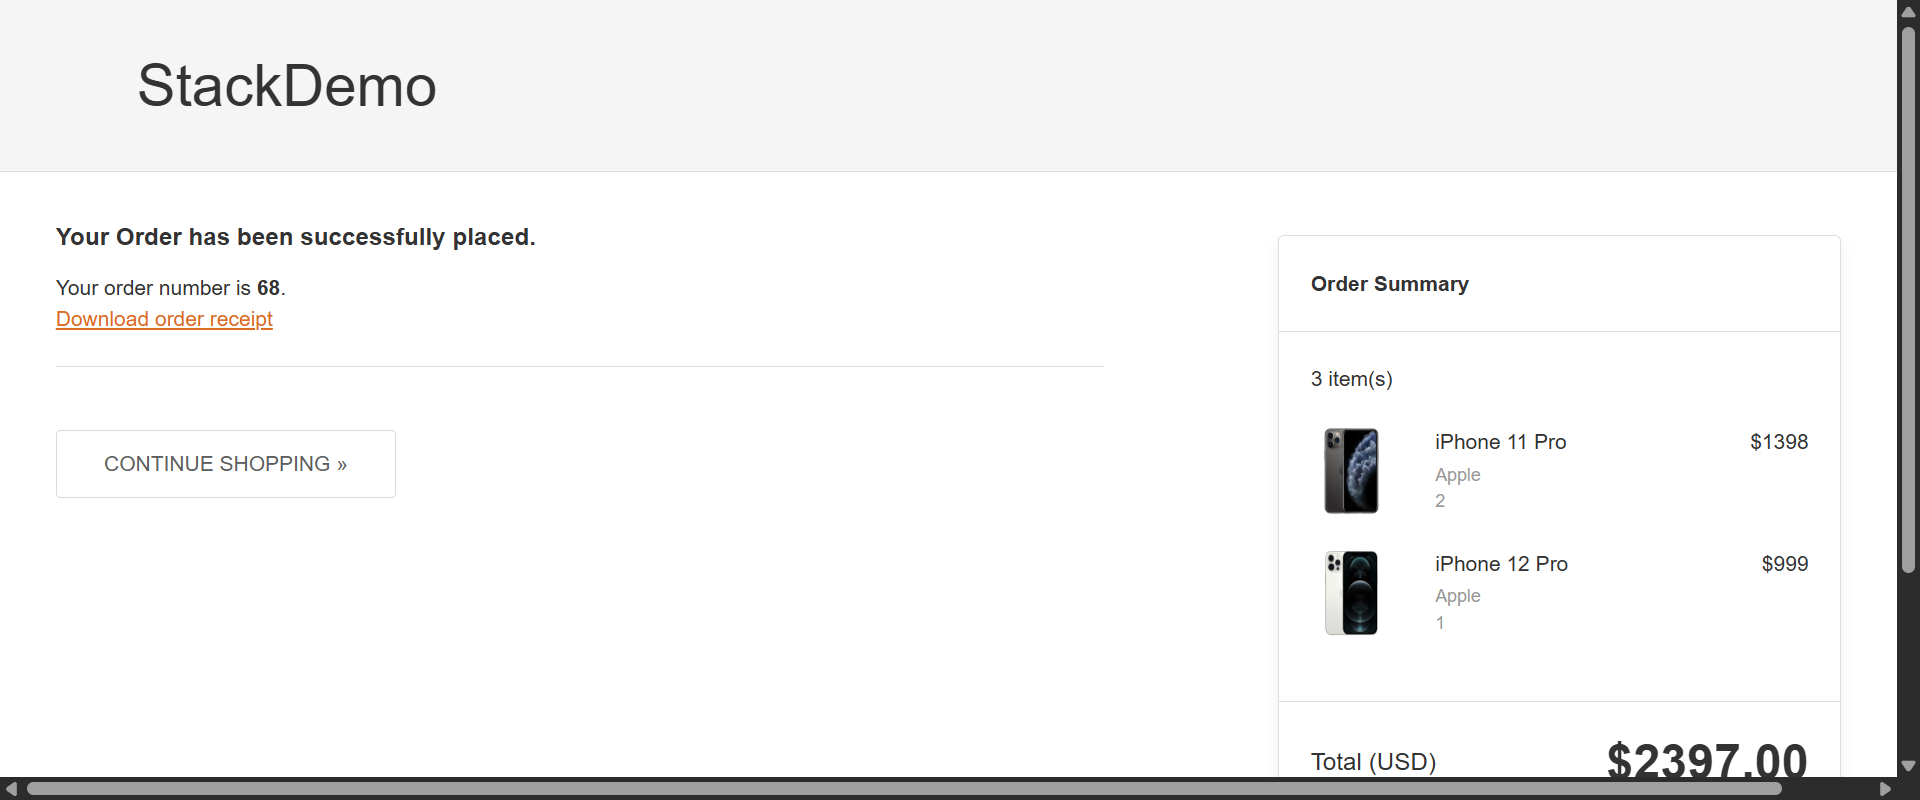 StackDemo
Your Order has been successfully placed.
Your order number is 68.
Download order receipt
CONTINUE SHOPPING »
Order Summary
3 item(s)
iPhone 11 Pro $1398
Apple
2
iPhone 12 Pro $999
Apple
1
Total (USD) $2397.00